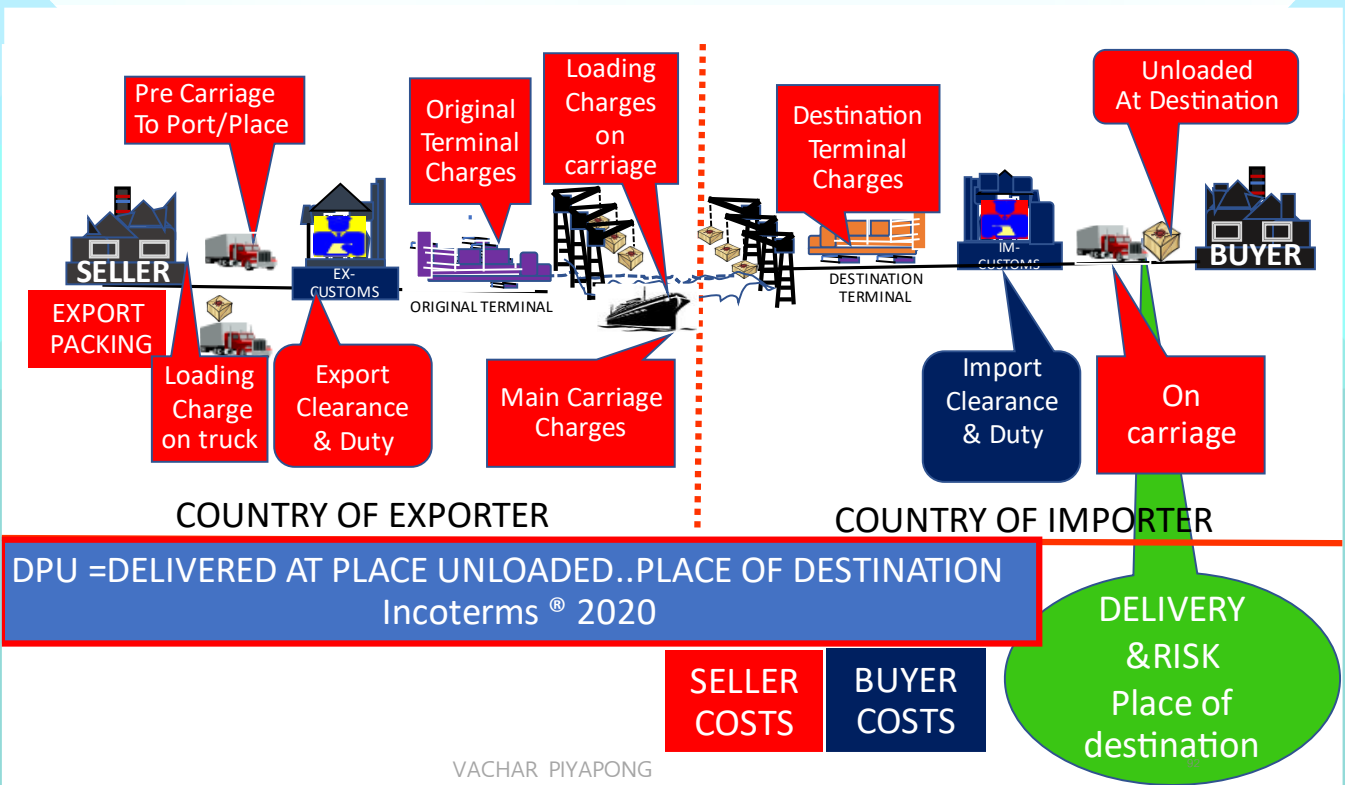 Pre Carriage
To Port/Place
Original
Terminal
Charges
Loading
Charges
on
carriage
Destination
Terminal
Charges
Unloaded
At Destination
SELLER
EX-
CUSTOMS
ORIGINAL TERMINAL
DESTINATION
TERMINAL
IM-
CUSTOMS
BUYER
EXPORT
PACKING
Loading
Charge
on truck
Export
Clearance
& Duty
Main Carriage
Charges
Import
Clearance
& Duty
On
carriage
COUNTRY OF EXPORTER
COUNTRY OF IMPORTER
DPU =DELIVERED AT PLACE UNLOADED..PLACE OF DESTINATION
Incoterms ® 2020
DELIVERY
&RISK
Place of
destination
SELLER
COSTS
BUYER
COSTS
VACHAR PIYAPONG